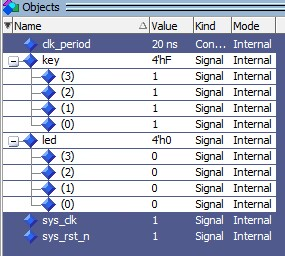 Objects
Name Value Kind Mode
clk_period 20 ns Con... Internal
key 4'hF Signal Internal
(3) 1 Signal Internal
(2) 1 Signal Internal
(1) 1 Signal Internal
(0) 1 Signal Internal
led 4'h0 Signal Internal
(3) 0 Signal Internal
(2) 0 Signal Internal
(1) 0 Signal Internal
(0) 0 Signal Internal
sys_clk 1 Signal Internal
sys_rst_n 1 Signal Internal